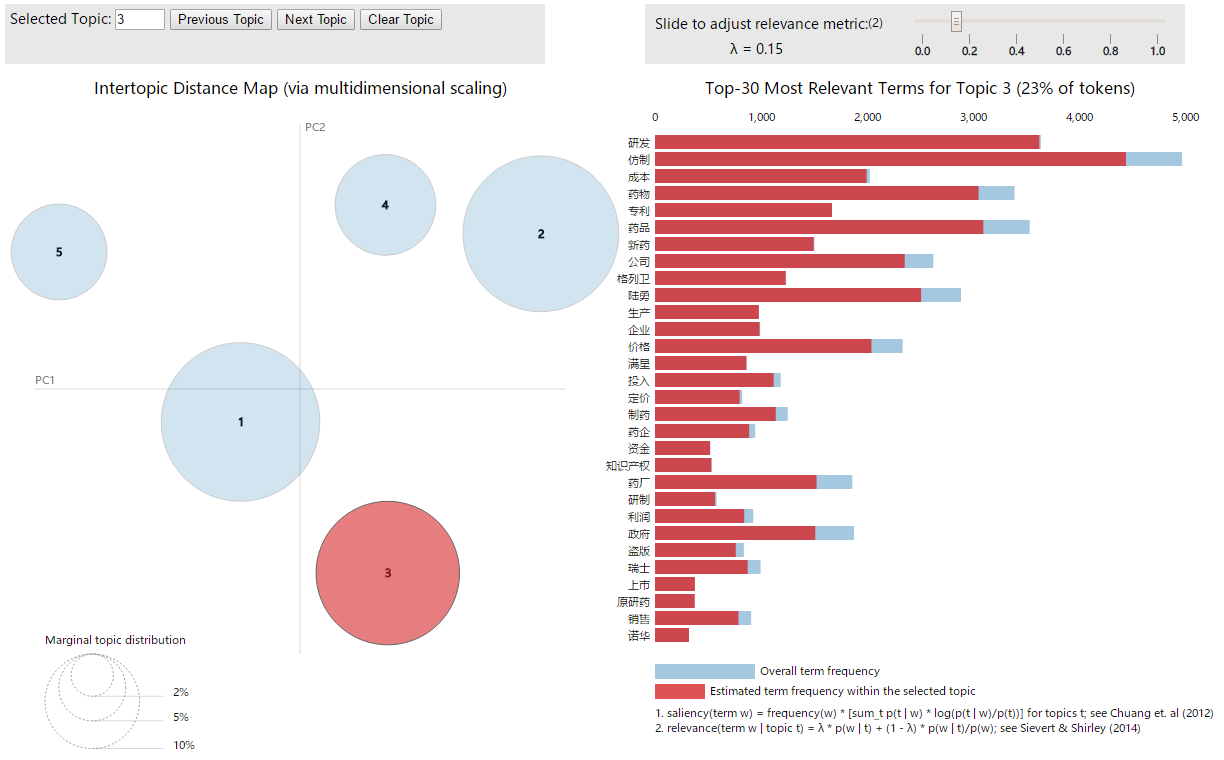 Selected Topic: 3 Previous Topic Next Topic Clear Topic
Slide to adjust relevance metric:(2)
λ = 0.15
0.0 0.2 0.4 0.6 0.8 1.0
Intertopic Distance Map (via multidimensional scaling)
PC2
PC1
5
4
2
1
3
Marginal topic distribution
2%
5%
10%
Top-30 Most Relevant Terms for Topic 3 (23% of tokens)
0 1,000 2,000 3,000 4,000 5,000
研发
仿制
成本
药物
专利
药品
新药
公司
格列卫
陆勇
生产
企业
价格
满星
投入
定价
制药
药企
资金
知识产权
药厂
研制
利润
政府
盗版
瑞士
上市
原研药
销售
诺华
Overall term frequency
Estimated term frequency within the selected topic
1. saliency(term w) = frequency(w) * [sum_t p(t | w) * log(p(t | w)/p(t))] for topics t; see Chuang et. al (2012)
2. relevance(term w | topic t) = λ * p(w | t) + (1 - λ) * p(w | t)/p(w); see Sievert & Shirley (2014)